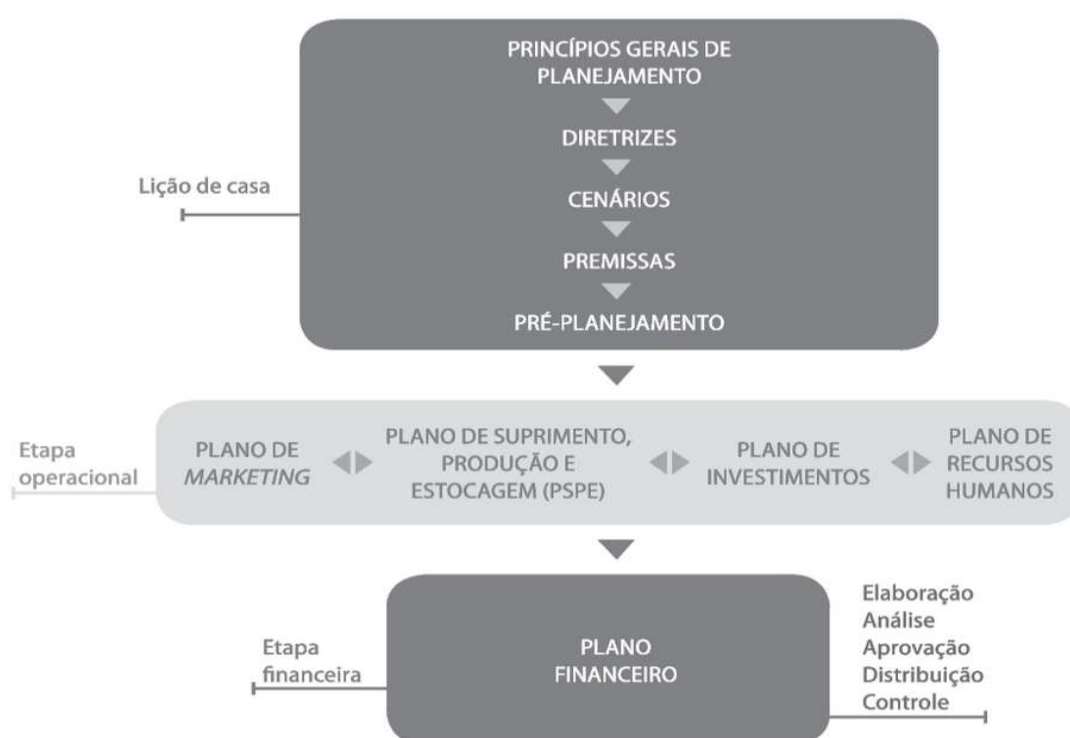 PRINCÍPIOS GERAIS DE
PLANEJAMENTO
DIRETRIZES
CENÁRIOS
PREMISSAS
PRÉ-PLANEJAMENTO
Lição de casa
Etapa
operacional
PLANO DE
MARKETING
PLANO DE SUPRIMENTO,
PRODUÇÃO E
ESTOCAGEM (PSPE)
PLANO DE
INVESTIMENTOS
PLANO DE
RECURSOS
HUMANOS
Etapa
financeira
PLANO
FINANCEIRO
Elaboração
Análise
Aprovação
Distribuição
Controle